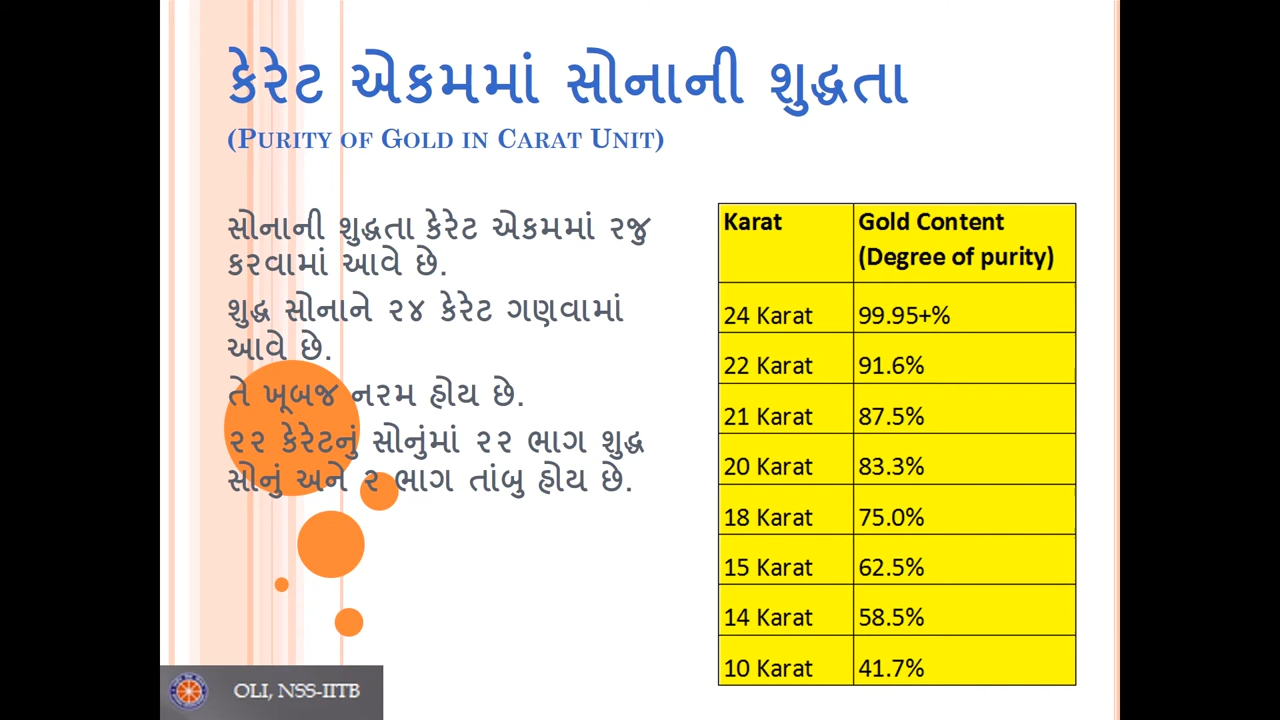 કેરેટ એકમમાં સોનાની શુદ્ધતા
(PURITY OF GOLD IN CARAT UNIT)
સોનાની શુદ્ધતા કેરેટ એકમમાં રજુ
કરવામાં આવે છે.
શુદ્ધ સોનાને ૨૪ કેરેટ ગણવામાં
આવે છે.
તે ખૂબજ નરમ હોય છે.
૨૨ કેરેટનું સોનુંમાં ૨૨ ભાગ શુદ્ધ
સોનું અને ૨ ભાગ તાંબુ હોય છે.
Karat Gold Content
(Degree of purity)
24 Karat 99.95+%
22 Karat 91.6%
21 Karat 87.5%
20 Karat 83.3%
18 Karat 75.0%
15 Karat 62.5%
14 Karat 58.5%
10 Karat 41.7%
OLI, NSS-IITB